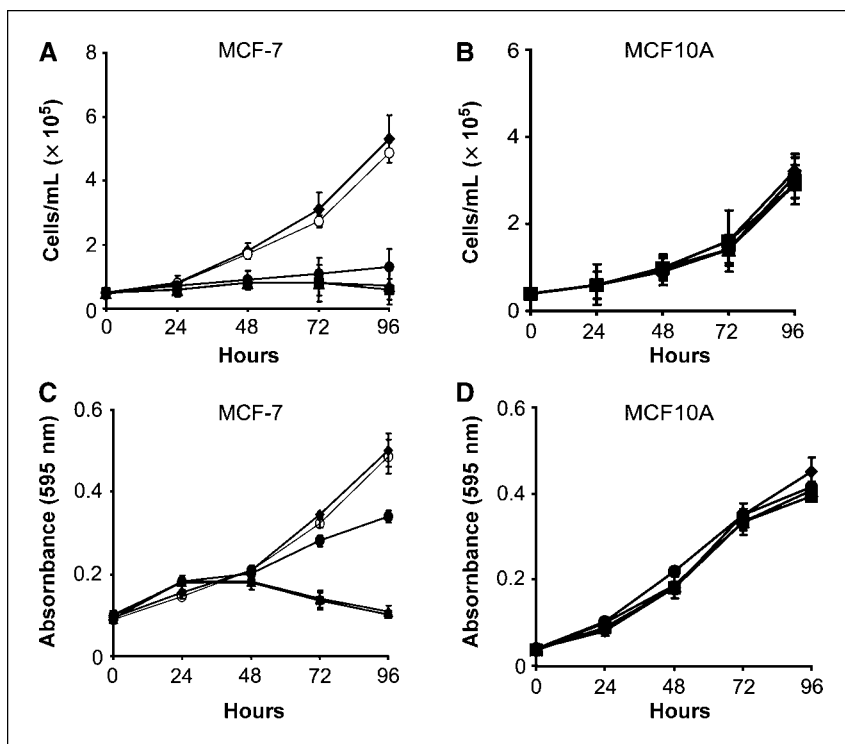 A
MCF-7
Cells/mL (× 10⁵)
8
6
4
2
0
0 24 48 72 96
Hours
B
MCF10A
Cells/mL (× 10⁵)
6
4
2
0
0 24 48 72 96
Hours
C
MCF-7
Absornbance (595 nm)
0.6
0.4
0.2
0
0 24 48 72 96
Hours
D
MCF10A
Absornbance (595 nm)
0.6
0.4
0.2
0
0 24 48 72 96
Hours